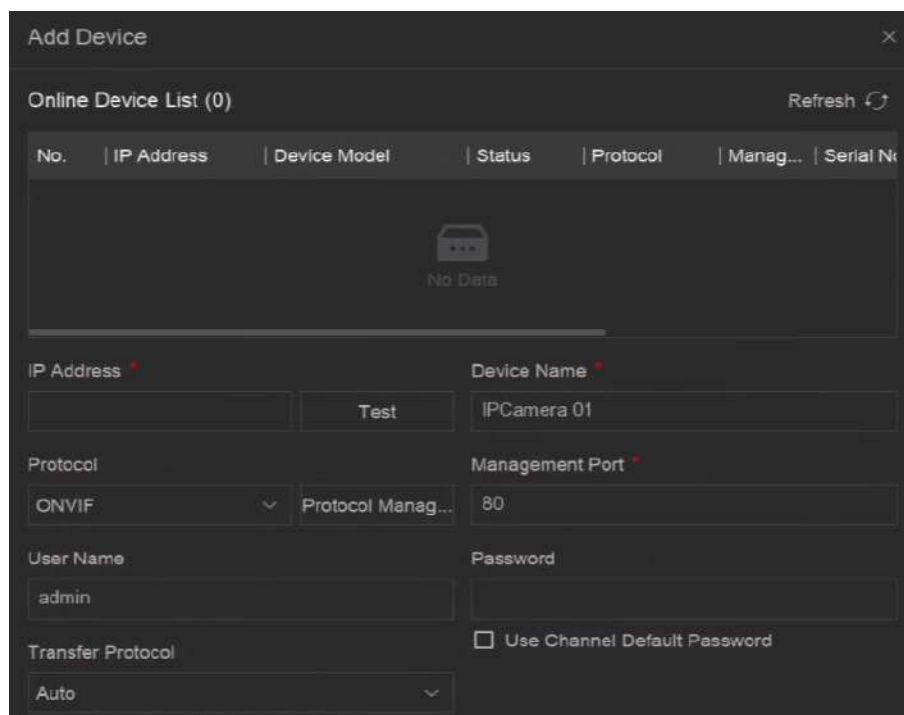 Add Device
Online Device List (0)
Refresh
No. IP Address Device Model Status Protocol Manag... Serial No
No Data
IP Address *
Device Name *
Test
IPCamera 01
Protocol
Management Port *
ONVIF
Protocol Manag...
80
User Name
Password
admin
Use Channel Default Password
Transfer Protocol
Auto